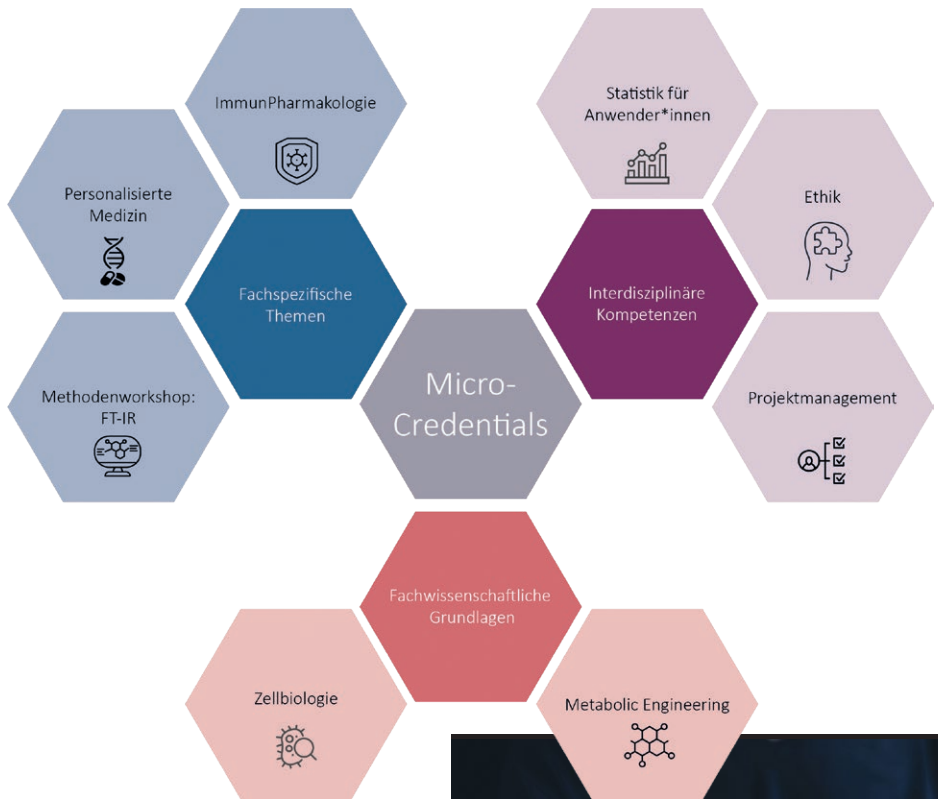 ImmunPharmakologie
Personalisierte
Medizin
Fachspezifische
Themen
Methodenworkshop:
FT-IR
Micro-
Credentials
Statistik für
Anwender*innen
Ethik
Interdisziplinäre
Kompetenzen
Projektmanagement
Fachwissenschaftliche
Grundlagen
Zellbiologie
Metabolic Engineering